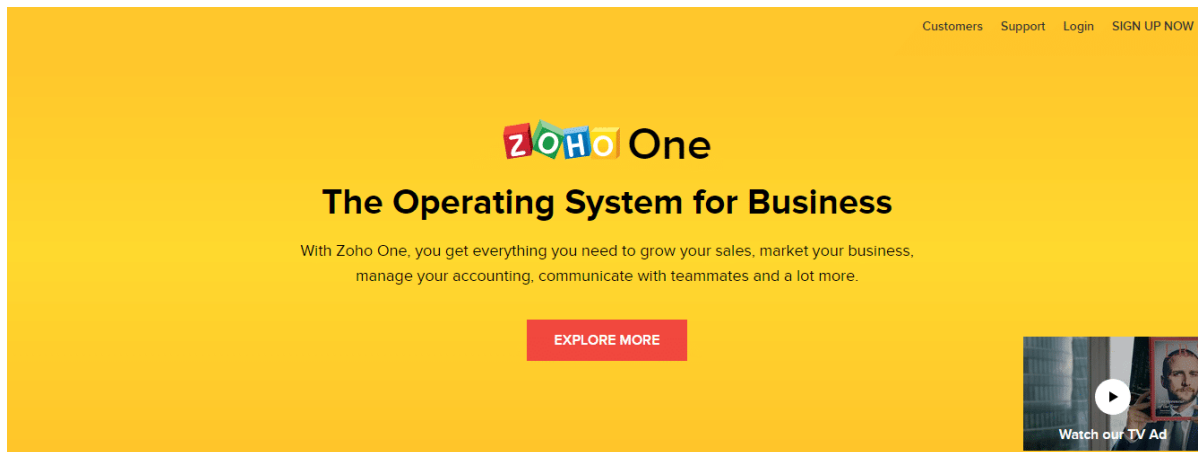 Customers Support Login SIGN UP NOW
ZOHO One
The Operating System for Business
With Zoho One, you get everything you need to grow your sales, market your business,
manage your accounting, communicate with teammates and a lot more.
EXPLORE MORE
Watch our TV Ad